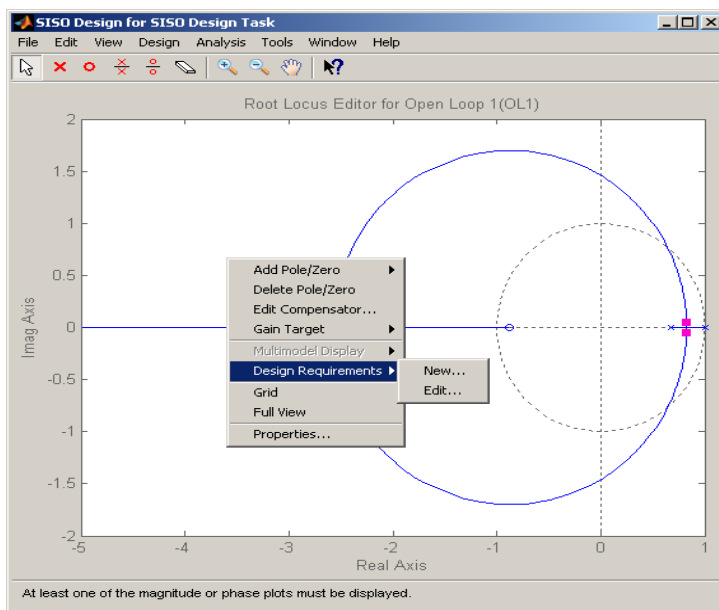 SISO Design for SISO Design Task
File Edit View Design Analysis Tools Window Help
Root Locus Editor for Open Loop 1(OL1)
2
1.5
1
0.5
0
-0.5
-1
-1.5
-2
Imag Axis
Add Pole/Zero
Delete Pole/Zero
Edit Compensator...
Gain Target
Multimodel Display
Design Requirements
Grid
Full View
Properties...
New...
Edit...
-5 -4 -3 -2 -1 0 1
Real Axis
At least one of the magnitude or phase plots must be displayed.